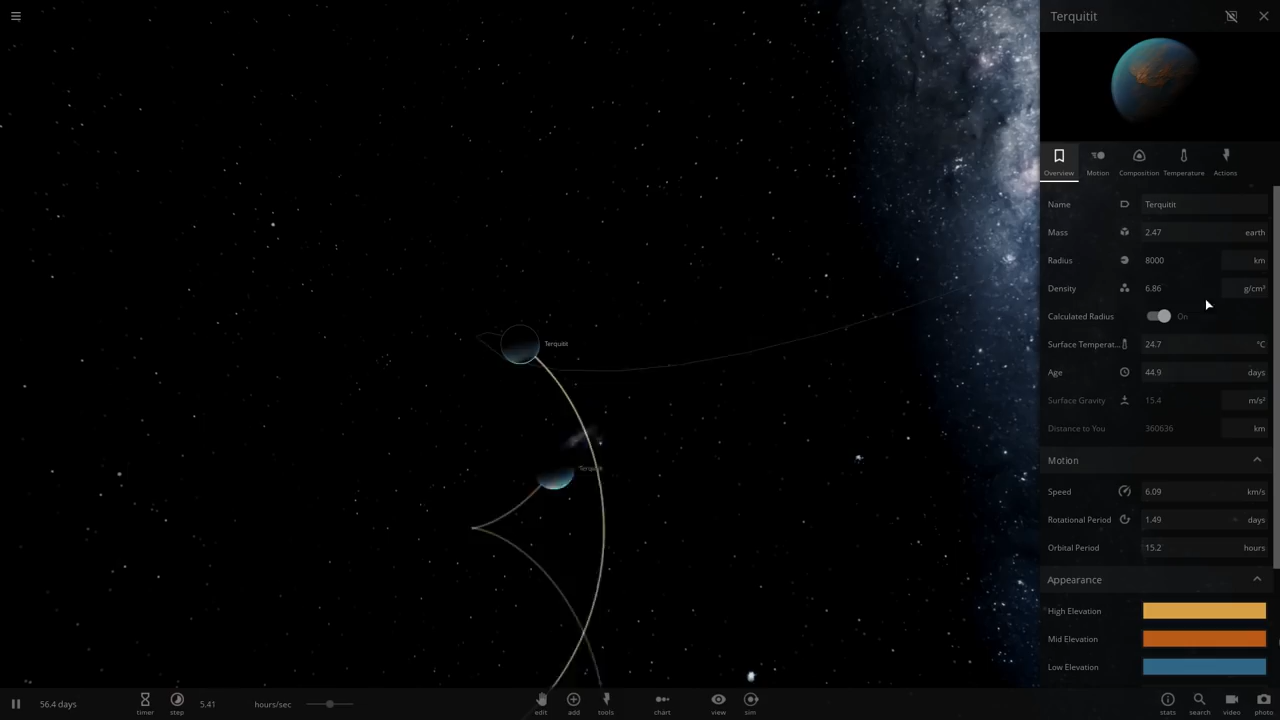 Terquitit
Overview
Motion
Composition
Temperature
Actions
Name
Terquitit
Mass
2.47
earth
Radius
8000
km
Density
6.86
g/cm³
Calculated Radius
On
Surface Temperat...
24.7
°C
Age
44.9
days
Surface Gravity
15.4
m/s²
Distance to You
360636
km
Motion
Speed
6.09
km/s
Rotational Period
1.49
days
Orbital Period
15.2
hours
Appearance
High Elevation
Mid Elevation
Low Elevation
Terquitit
56.4 days
timer
step
5.41
hours/sec
edit
add
tools
chart
view
sim
stats
search
video
photo